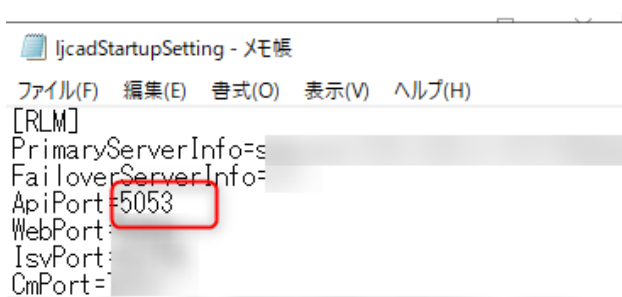 ljcadStartupSetting - メモ帳
ファイル(F) 編集(E) 書式(O) 表示(V) ヘルプ(H)
[RLM]
PrimaryServerInfo=s
FailoverServerInfo=
ApiPort=5053
WebPort=
IsvPort=
CmPort=